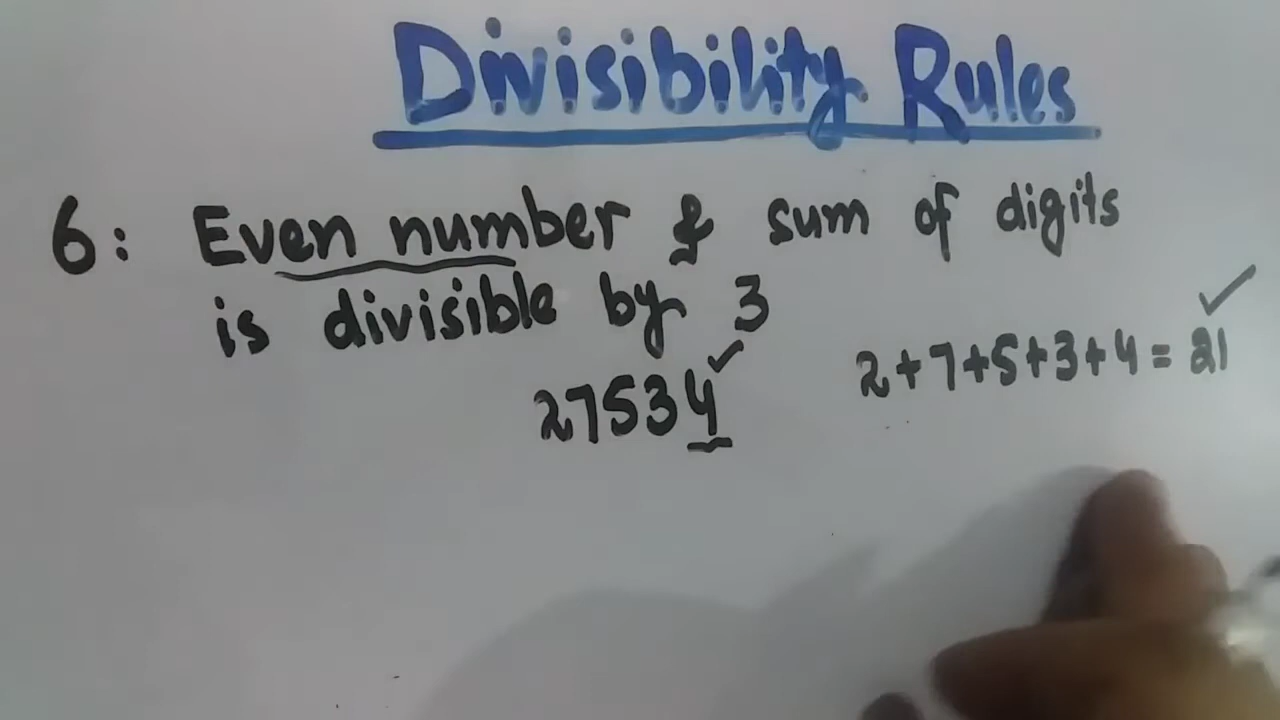 Divisibility Rules
6: Even number & sum of digits
is divisible by 3
27534 ✓
2+7+5+3+4 = 21 ✓